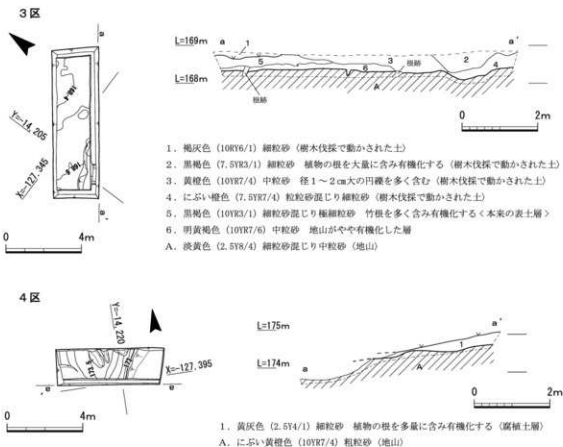 3区
a
a'
Y=-14,205
X=-127,345
168.4
0 4m
L=169m a a'
L=168m
1
5
6
3
2
4
根跡
根跡
A
0 2m
1. 褐灰色 (10RY6/1) 細粒砂 (樹木伐採で動かされた土)
2. 黒褐色 (7.5YR3/1) 細粒砂 植物の根を大量に含み有機化する (樹木伐採で動かされた土)
3. 黄橙色 (10YR7/4) 中粒砂 径1～2㎝大の円礫を多く含む (樹木伐採で動かされた土)
4. にぶい橙色 (7.5YR7/4) 粒粒砂混じり細粒砂 (樹木伐採で動かされた土)
5. 黒褐色 (10YR3/1) 細粒砂混じり極細粒砂 竹根を多く含み有機化する<本来の表土層>
6. 明黄褐色 (10YR7/6) 中粒砂 地山がやや有機化した層
A. 淡黄色 (2.5Y8/4) 細粒砂混じり中粒砂 (地山)
4区
Y=-14,220
X=-127,395
a' a
0 4m
L=175m a'
L=174m
a
1
A
0 2m
1. 黄灰色 (2.5Y4/1) 細粒砂 植物の根を多量に含み有機化する (腐植土層)
A. にぶい黄橙色 (10YR7/4) 粗粒砂 (地山)